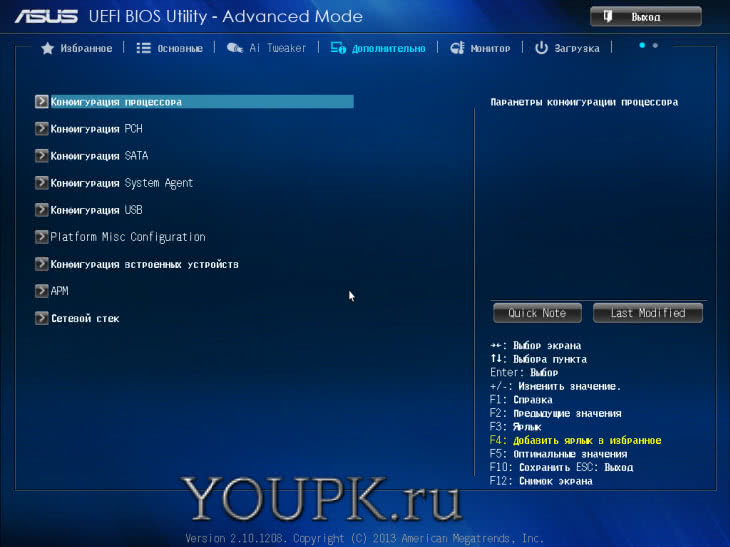 ASUS UEFI BIOS Utility - Advanced Mode
Выход
Избранное
Основные
Ai Tweaker
Дополнительно
Монитор
Загрузка
Конфигурация процессора
Конфигурация PCH
Конфигурация SATA
Конфигурация System Agent
Конфигурация USB
Platform Misc Configuration
Конфигурация встроенных устройств
APM
Сетевой стек
Параметры конфигурации процессора
Quick Note
Last Modified
→←: Выбор экрана
↑↓: Выбора пункта
Enter: Выбор
+/-: Изменить значение.
F1: Справка
F2: Предыдущие значения
F3: Ярлык
F4: Добавить ярлык в избранное
F5: Оптимальные значения
F10: Сохранить ESC: Выход
F12: Снимок экрана
YOUPK.ru
Version 2.10.1208. Copyright (C) 2013 American Megatrends, Inc.